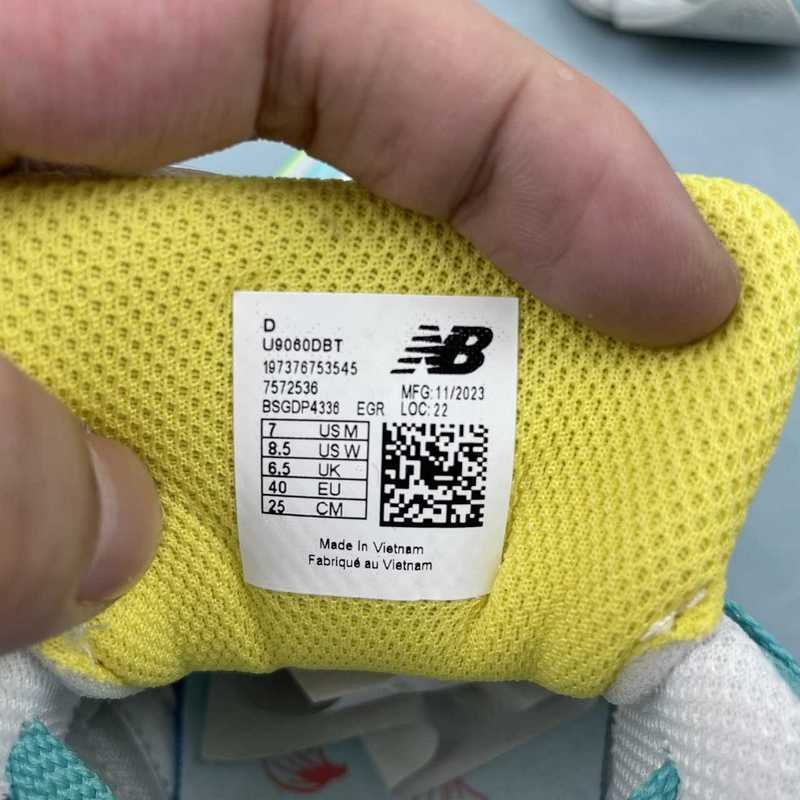 D
U9060DBT
197376753545
7572536
BSGDP4336 EGR
NB
MFG:11/2023
LOC:22
7 US M
8.5 US W
6.5 UK
40 EU
25 CM
Made In Vietnam
Fabriqué au Vietnam